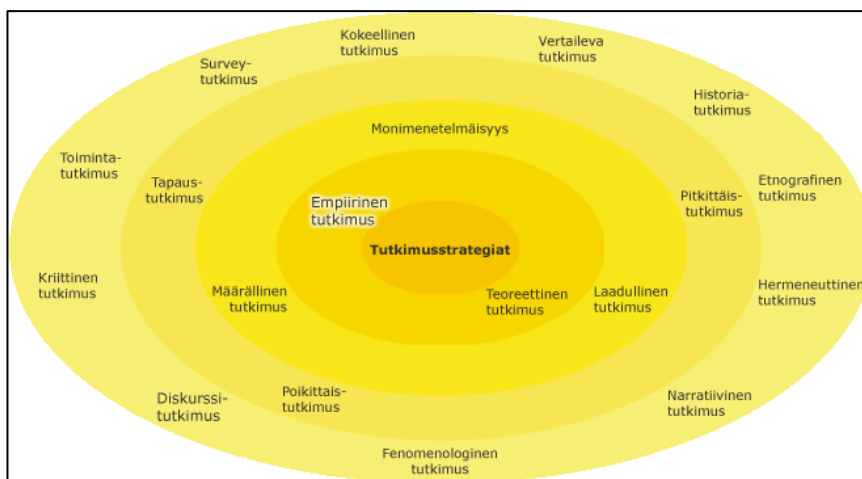 Kokeellinen
tutkimus
Vertaileva
tutkimus
Survey-
tutkimus
Historia-
tutkimus
Monimenetelmäisyys
Toiminta-
tutkimus
Tapaus-
tutkimus
Empiirinen
tutkimus
Pitkittäis-
tutkimus
Etnografinen
tutkimus
Tutkimusstrategiat
Kriittinen
tutkimus
Määrällinen
tutkimus
Teoreettinen
tutkimus
Laadullinen
tutkimus
Hermeneuttinen
tutkimus
Diskurssi-
tutkimus
Poikittais-
tutkimus
Narratiivinen
tutkimus
Fenomenologinen
tutkimus